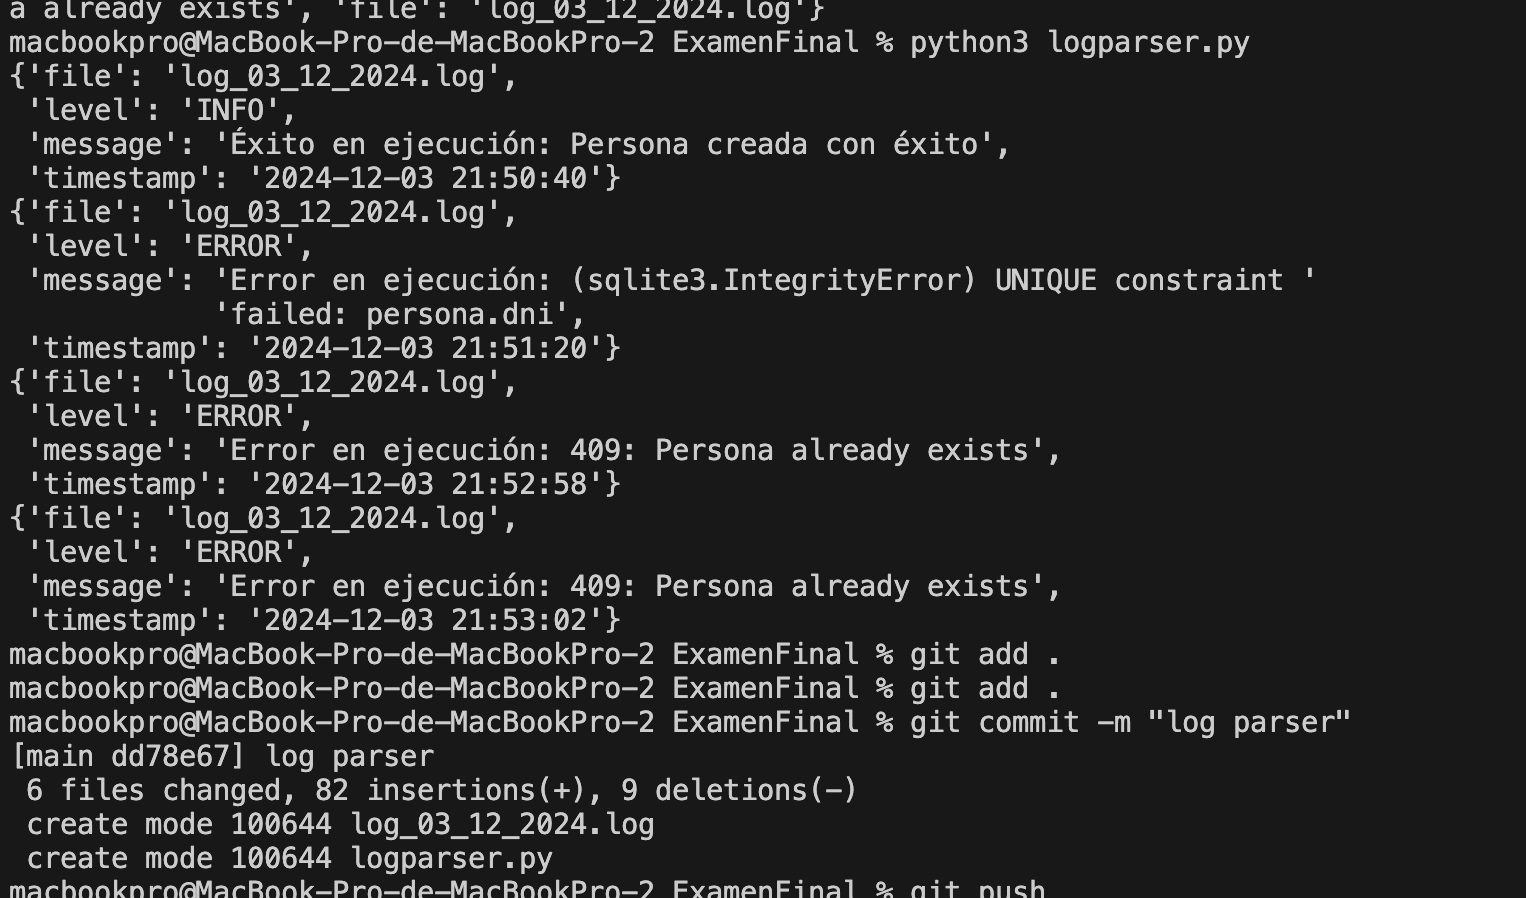 a already exists', 'file': 'log_03_12_2024.log'}
macbookpro@MacBook-Pro-de-MacBookPro-2 ExamenFinal % python3 logparser.py
{'file': 'log_03_12_2024.log',
 'level': 'INFO',
 'message': 'Éxito en ejecución: Persona creada con éxito',
 'timestamp': '2024-12-03 21:50:40'}
{'file': 'log_03_12_2024.log',
 'level': 'ERROR',
 'message': 'Error en ejecución: (sqlite3.IntegrityError) UNIQUE constraint '
            'failed: persona.dni',
 'timestamp': '2024-12-03 21:51:20'}
{'file': 'log_03_12_2024.log',
 'level': 'ERROR',
 'message': 'Error en ejecución: 409: Persona already exists',
 'timestamp': '2024-12-03 21:52:58'}
{'file': 'log_03_12_2024.log',
 'level': 'ERROR',
 'message': 'Error en ejecución: 409: Persona already exists',
 'timestamp': '2024-12-03 21:53:02'}
macbookpro@MacBook-Pro-de-MacBookPro-2 ExamenFinal % git add .
macbookpro@MacBook-Pro-de-MacBookPro-2 ExamenFinal % git add .
macbookpro@MacBook-Pro-de-MacBookPro-2 ExamenFinal % git commit -m "log parser"
[main dd78e67] log parser
 6 files changed, 82 insertions(+), 9 deletions(-)
 create mode 100644 log_03_12_2024.log
 create mode 100644 logparser.py
macbookpro@MacBook-Pro-de-MacBookPro-2 ExamenFinal % git push